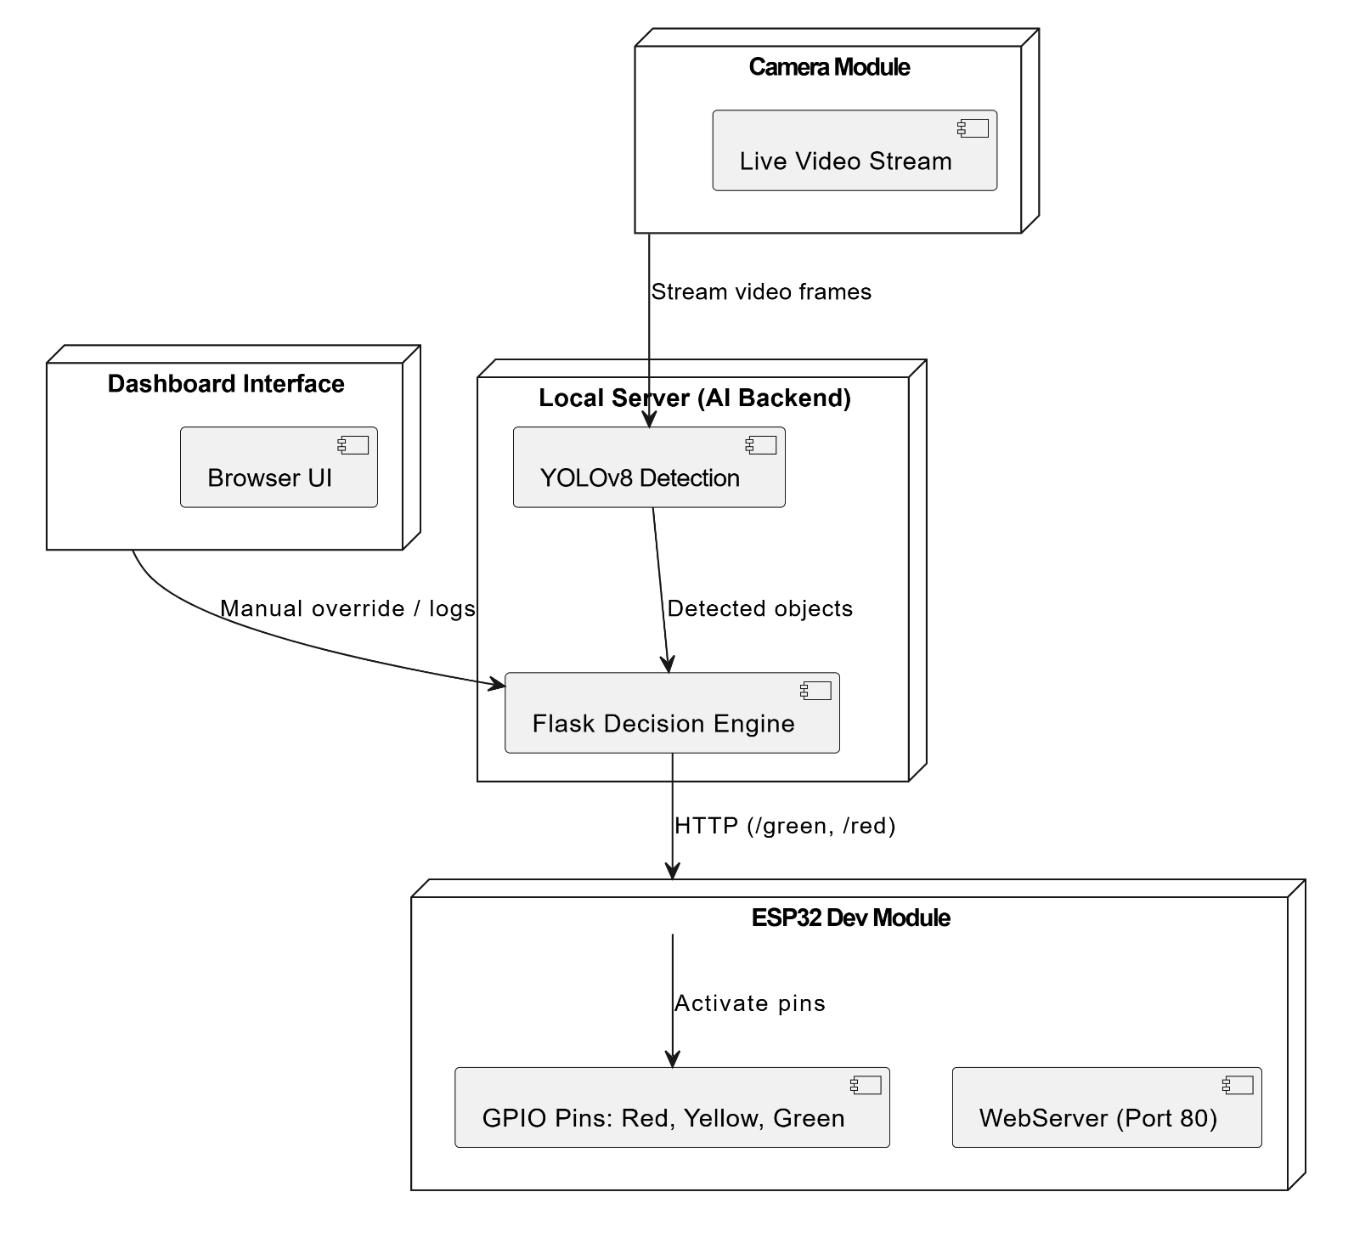 Camera Module
Live Video Stream
Stream video frames
Dashboard Interface
Browser UI
Local Server (AI Backend)
YOLOv8 Detection
Manual override / logs
Detected objects
Flask Decision Engine
HTTP (/green, /red)
ESP32 Dev Module
Activate pins
GPIO Pins: Red, Yellow, Green
WebServer (Port 80)